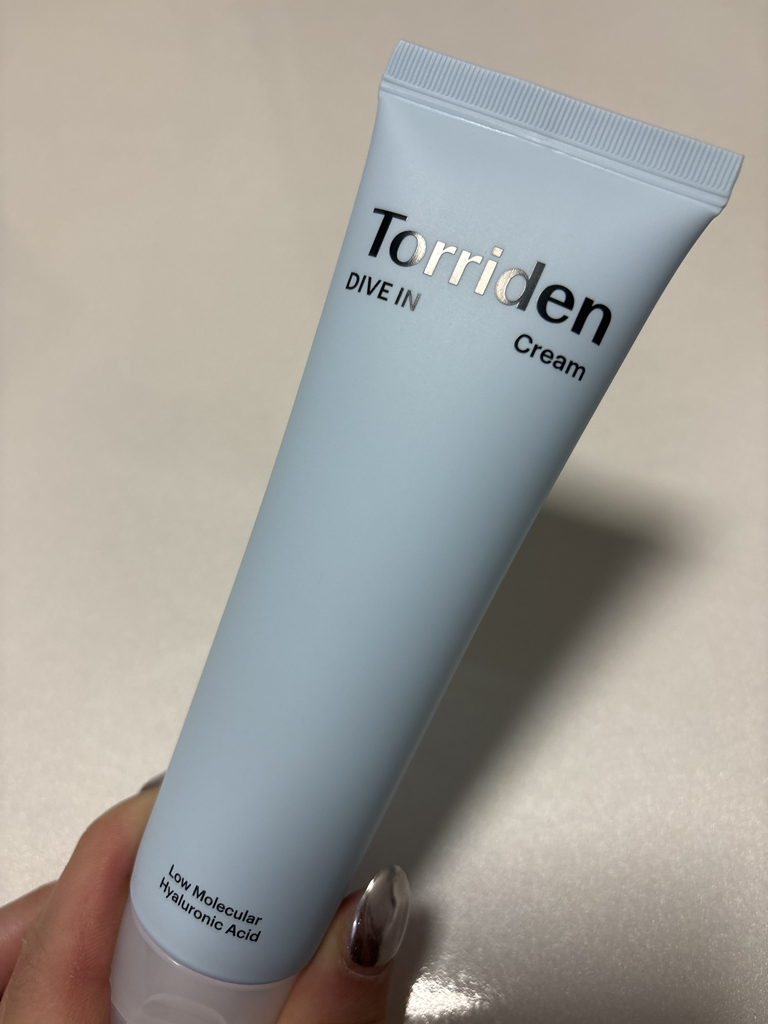 Torriden
DIVE IN
Cream
Low Molecular
Hyaluronic Acid